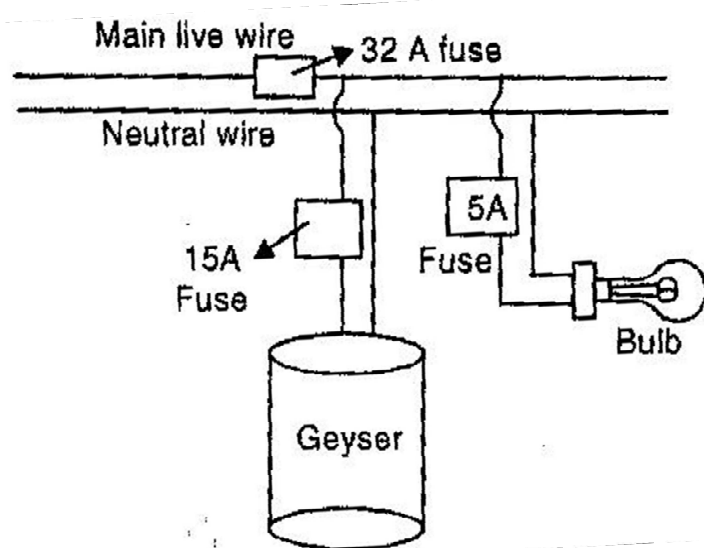 Main live wire
32 A fuse
Neutral wire
15A
Fuse
5A
Fuse
Bulb
Geyser